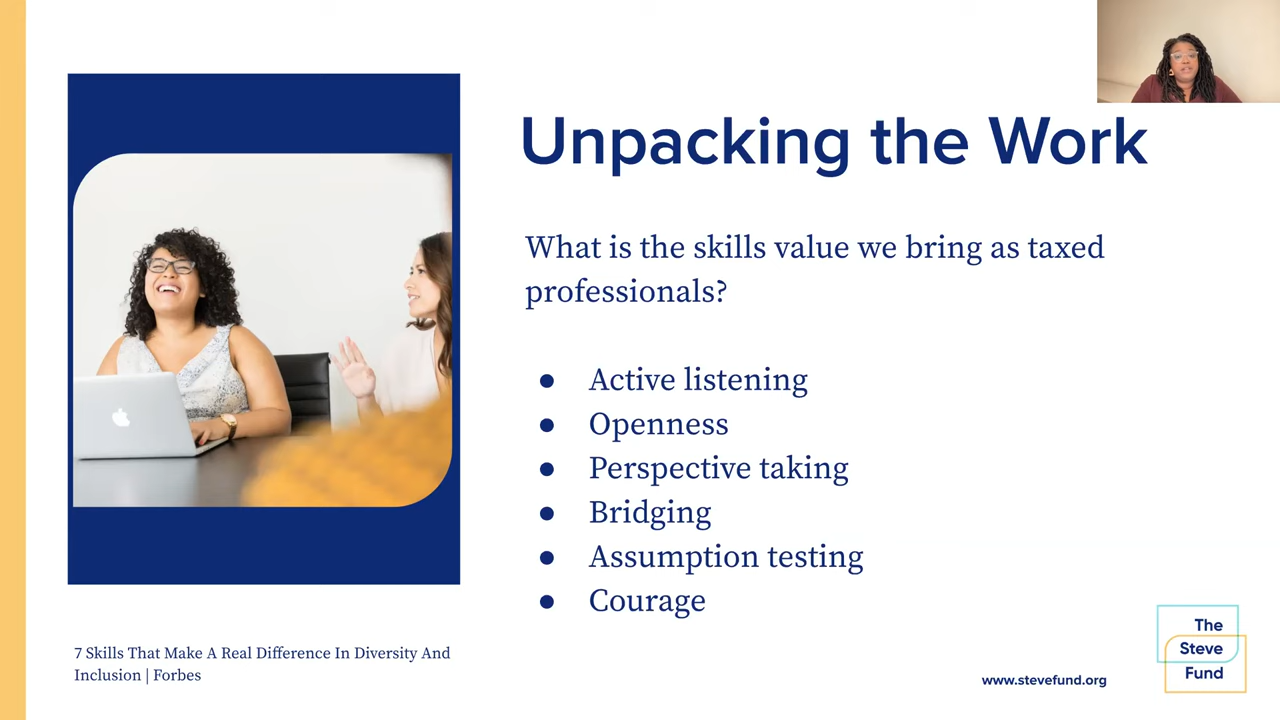 Unpacking the Work
What is the skills value we bring as taxed
professionals?
● Active listening
● Openness
● Perspective taking
● Bridging
● Assumption testing
● Courage
7 Skills That Make A Real Difference In Diversity And
Inclusion | Forbes
www.stevefund.org
The
Steve
Fund